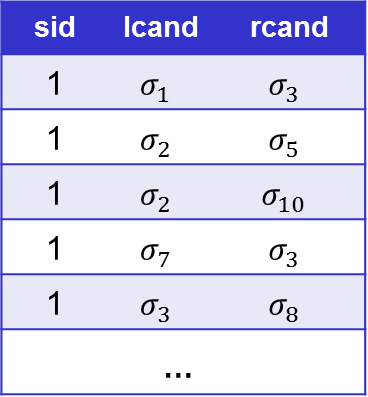 sid lcand rcand
1 σ₁ σ₃
1 σ₂ σ₅
1 σ₂ σ₁₀
1 σ₇ σ₃
1 σ₃ σ₈
...